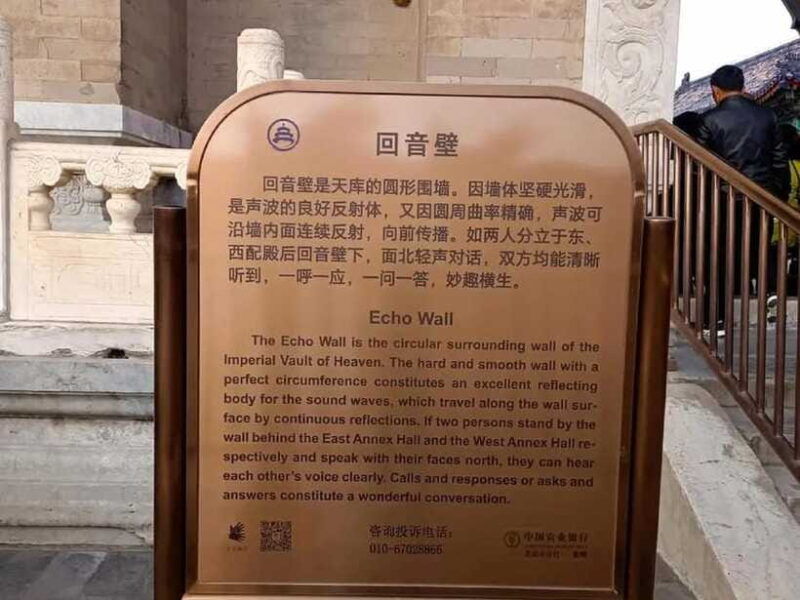 回音壁
回音壁是天库的圆形围墙。因墙体坚硬光滑，
是声波的良好反射体，又因圆周曲率精确，声波可
沿墙内面连续反射，向前传播。如两人分立于东、
西配殿后回音壁下，面北轻声对话，双方均能清晰
听到，一呼一应，一问一答，妙趣横生。
Echo Wall
The Echo Wall is the circular surrounding wall of the
Imperial Vault of Heaven. The hard and smooth wall with a
perfect circumference constitutes an excellent reflecting
body for the sound waves, which travel along the wall sur-
face by continuous reflections. If two persons stand by the
wall behind the East Annex Hall and the West Annex Hall re-
spectively and speak with their faces north, they can hear
each other's voice clearly. Calls and responses or asks and
answers constitute a wonderful conversation.
咨询投诉电话：
010-67028866
中国农业银行